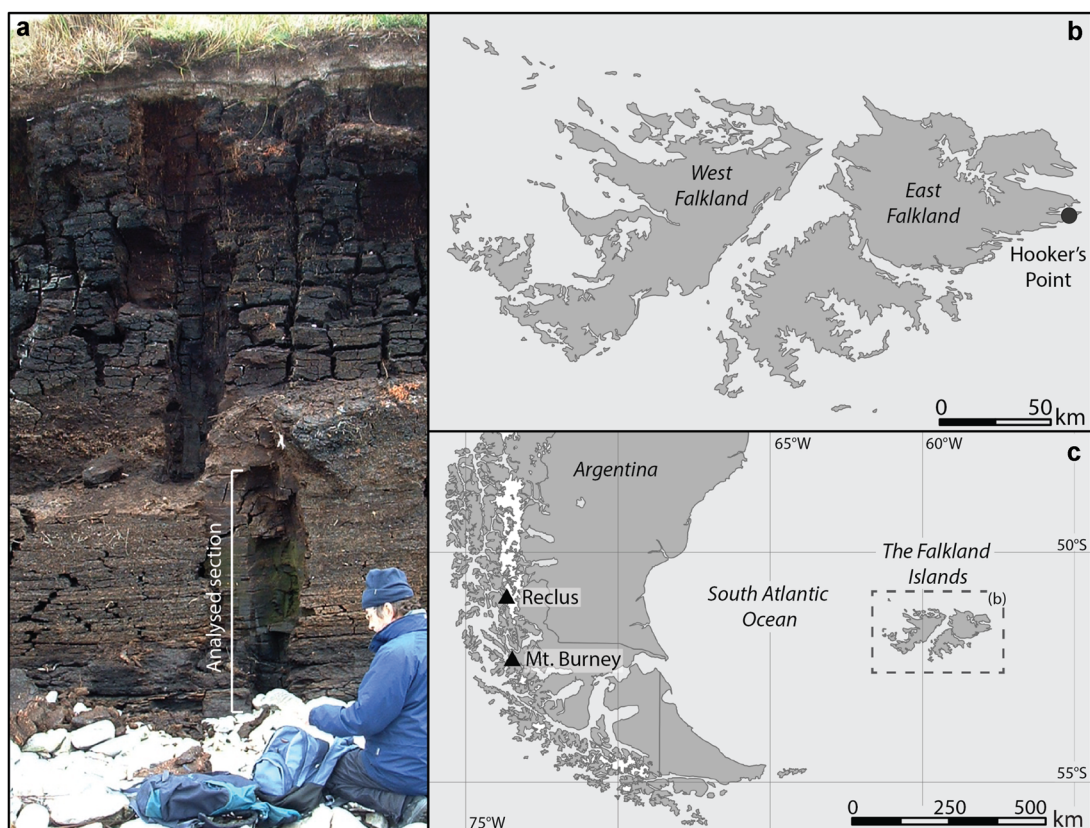 a
Analysed section
b
West
Falkland
East
Falkland
Hooker's
Point
0 50
km
c
65°W 60°W
Argentina
50°S
The Falkland
Islands
(b)
Reclus
South Atlantic
Ocean
Mt. Burney
55°S
0 250 500
km
75°W